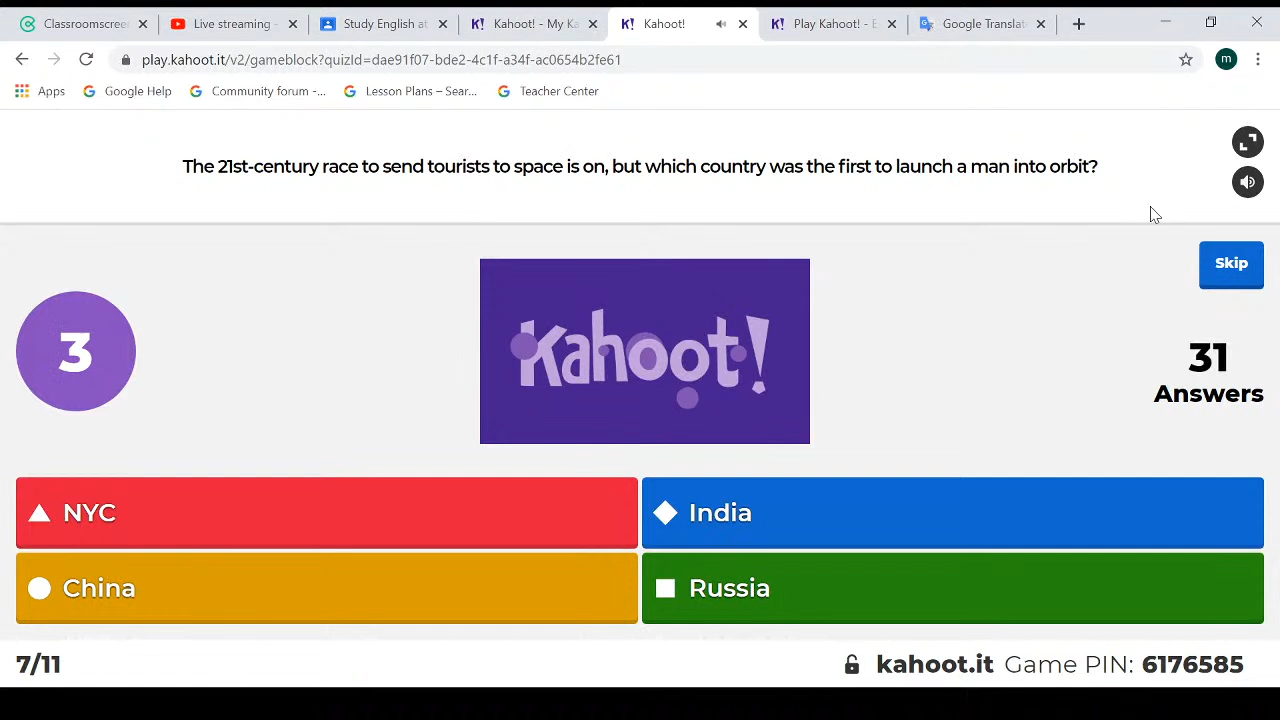 Classroomscree
Live streaming -
Study English at
K! Kahoot! - My Ka
K! Kahoot!
K! Play Kahoot! - E
Google Translat
play.kahoot.it/v2/gameblock?quizId=dae91f07-bde2-4c1f-a34f-ac0654b2fe61
m
Apps
Google Help
Community forum -...
Lesson Plans – Sear...
Teacher Center
The 21st-century race to send tourists to space is on, but which country was the first to launch a man into orbit?
Skip
3
Kahoot!
31
Answers
NYC
India
China
Russia
7/11
kahoot.it Game PIN: 6176585